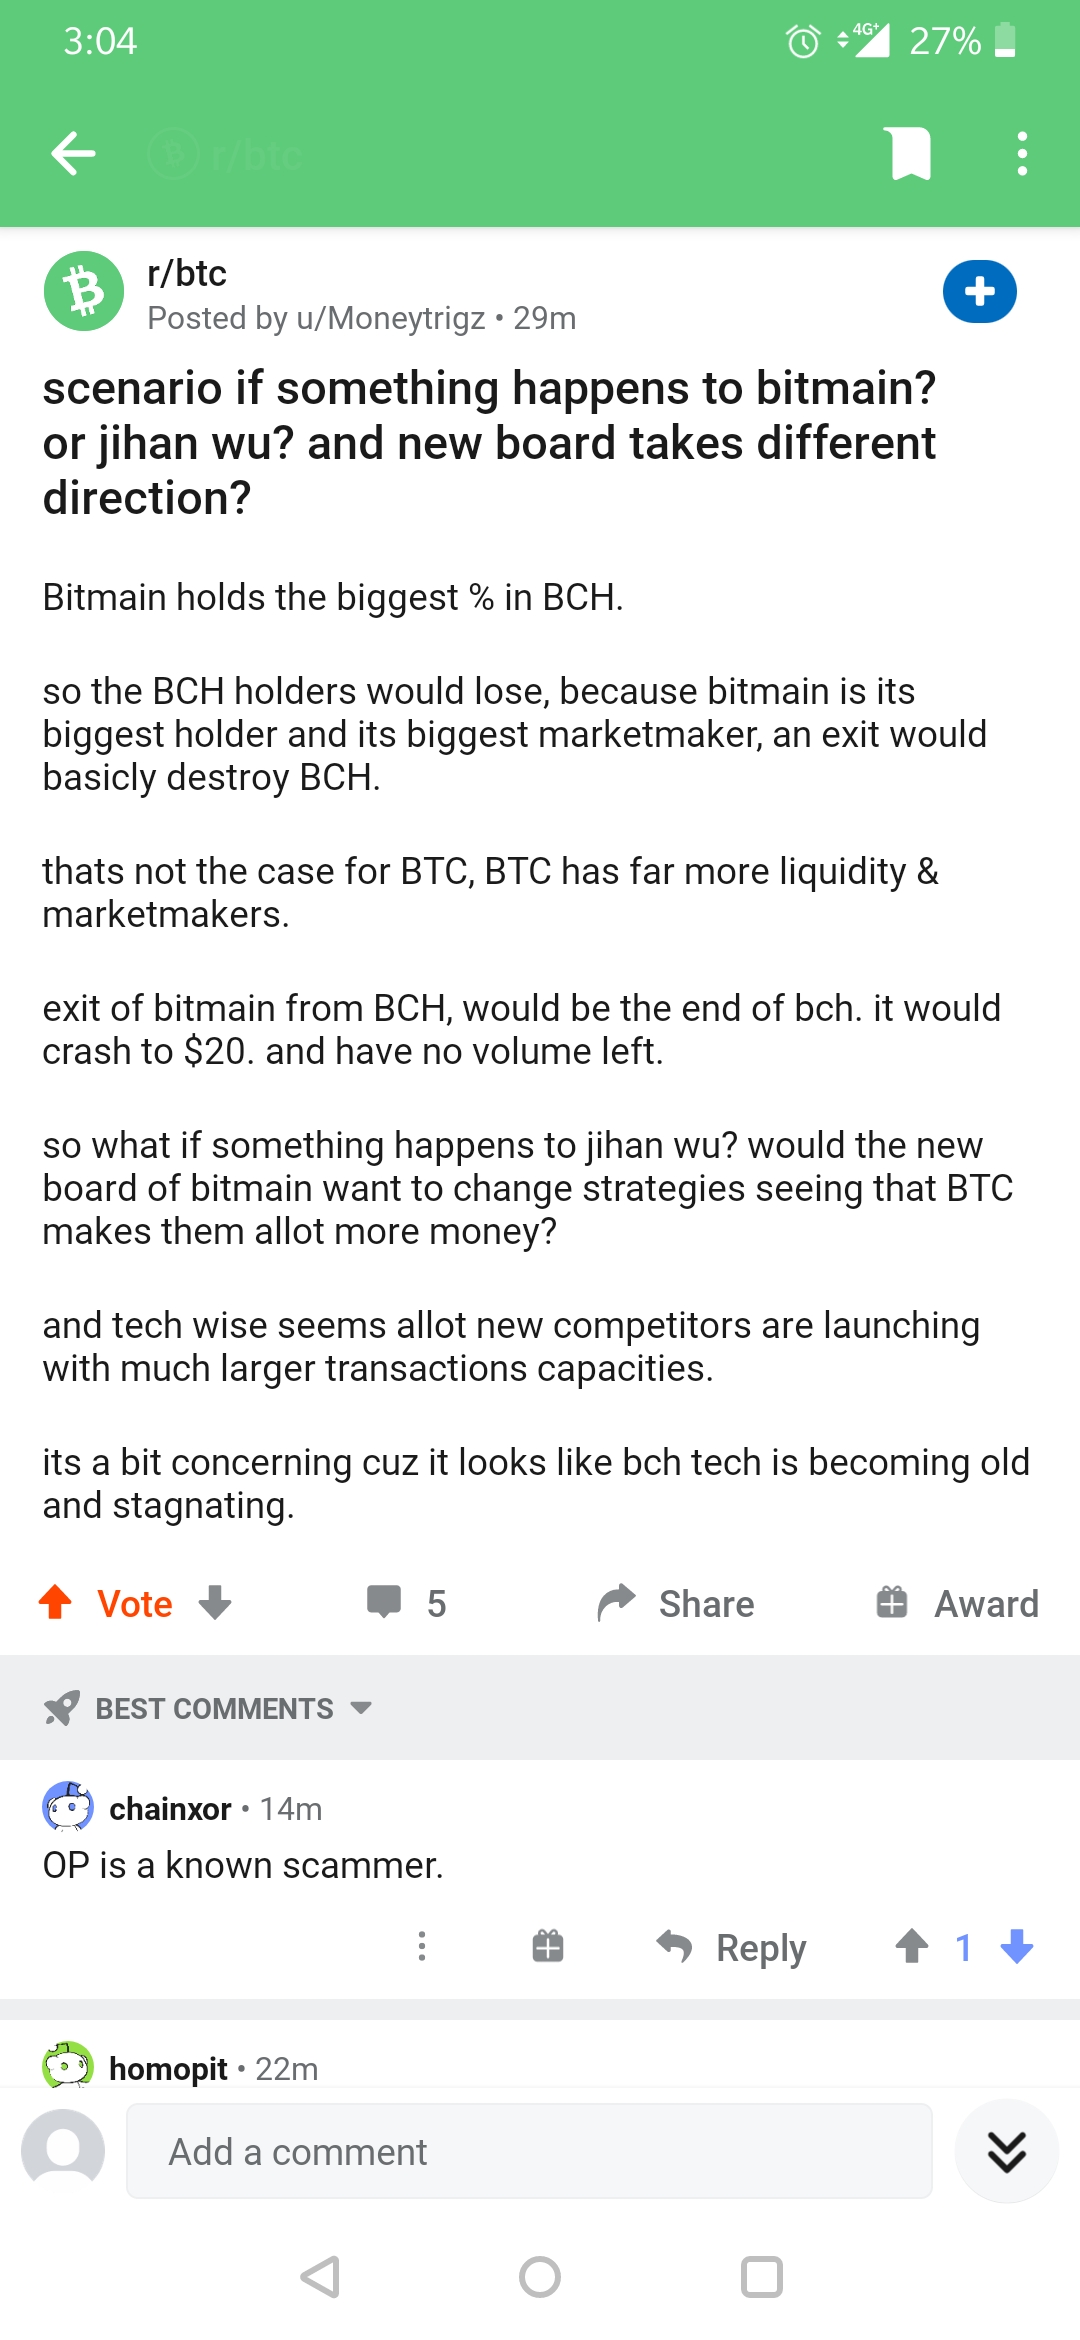 3:04
4G+
27%
r/btc
r/btc
Posted by u/Moneytrigz • 29m
scenario if something happens to bitmain?
or jihan wu? and new board takes different
direction?
Bitmain holds the biggest % in BCH.
so the BCH holders would lose, because bitmain is its
biggest holder and its biggest marketmaker, an exit would
basicly destroy BCH.
thats not the case for BTC, BTC has far more liquidity &
marketmakers.
exit of bitmain from BCH, would be the end of bch. it would
crash to $20. and have no volume left.
so what if something happens to jihan wu? would the new
board of bitmain want to change strategies seeing that BTC
makes them allot more money?
and tech wise seems allot new competitors are launching
with much larger transactions capacities.
its a bit concerning cuz it looks like bch tech is becoming old
and stagnating.
Vote
5
Share
Award
BEST COMMENTS
chainxor • 14m
OP is a known scammer.
Reply
1
homopit • 22m
Add a comment